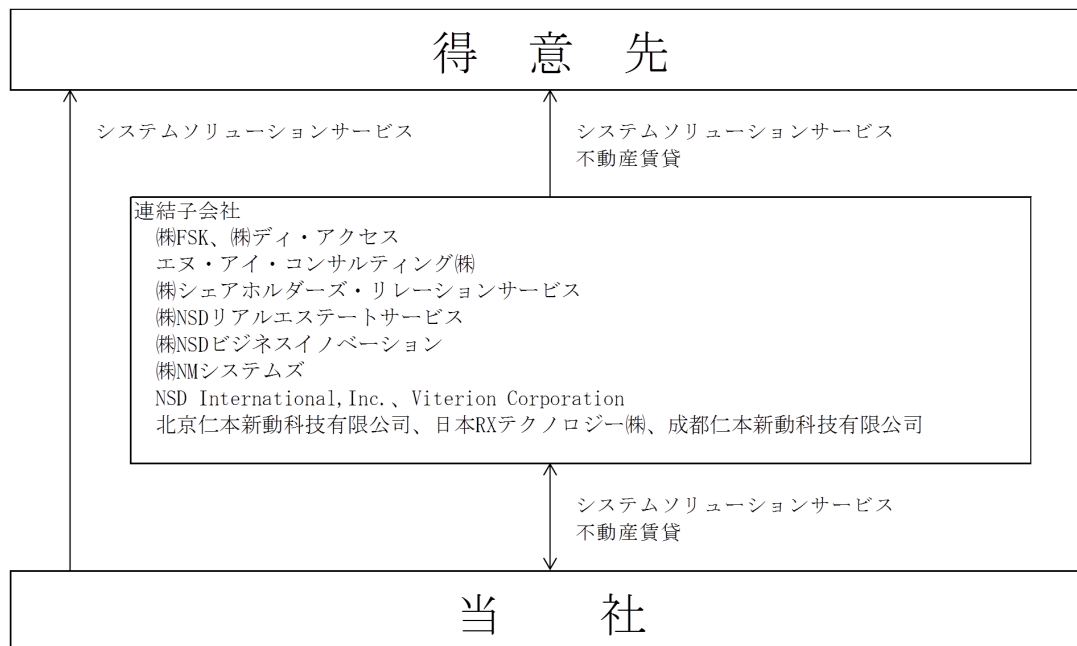 得 意 先
システムソリューションサービス
システムソリューションサービス
不動産賃貸
連結子会社
㈱FSK、㈱ディ・アクセス
エヌ・アイ・コンサルティング㈱
㈱シェアホルダーズ・リレーションサービス
㈱NSDリアルエステートサービス
㈱NSDビジネスイノベーション
㈱NMシステムズ
NSD International,Inc.、Viterion Corporation
北京仁本新動科技有限公司、日本RXテクノロジー㈱、成都仁本新動科技有限公司
システムソリューションサービス
不動産賃貸
当 社